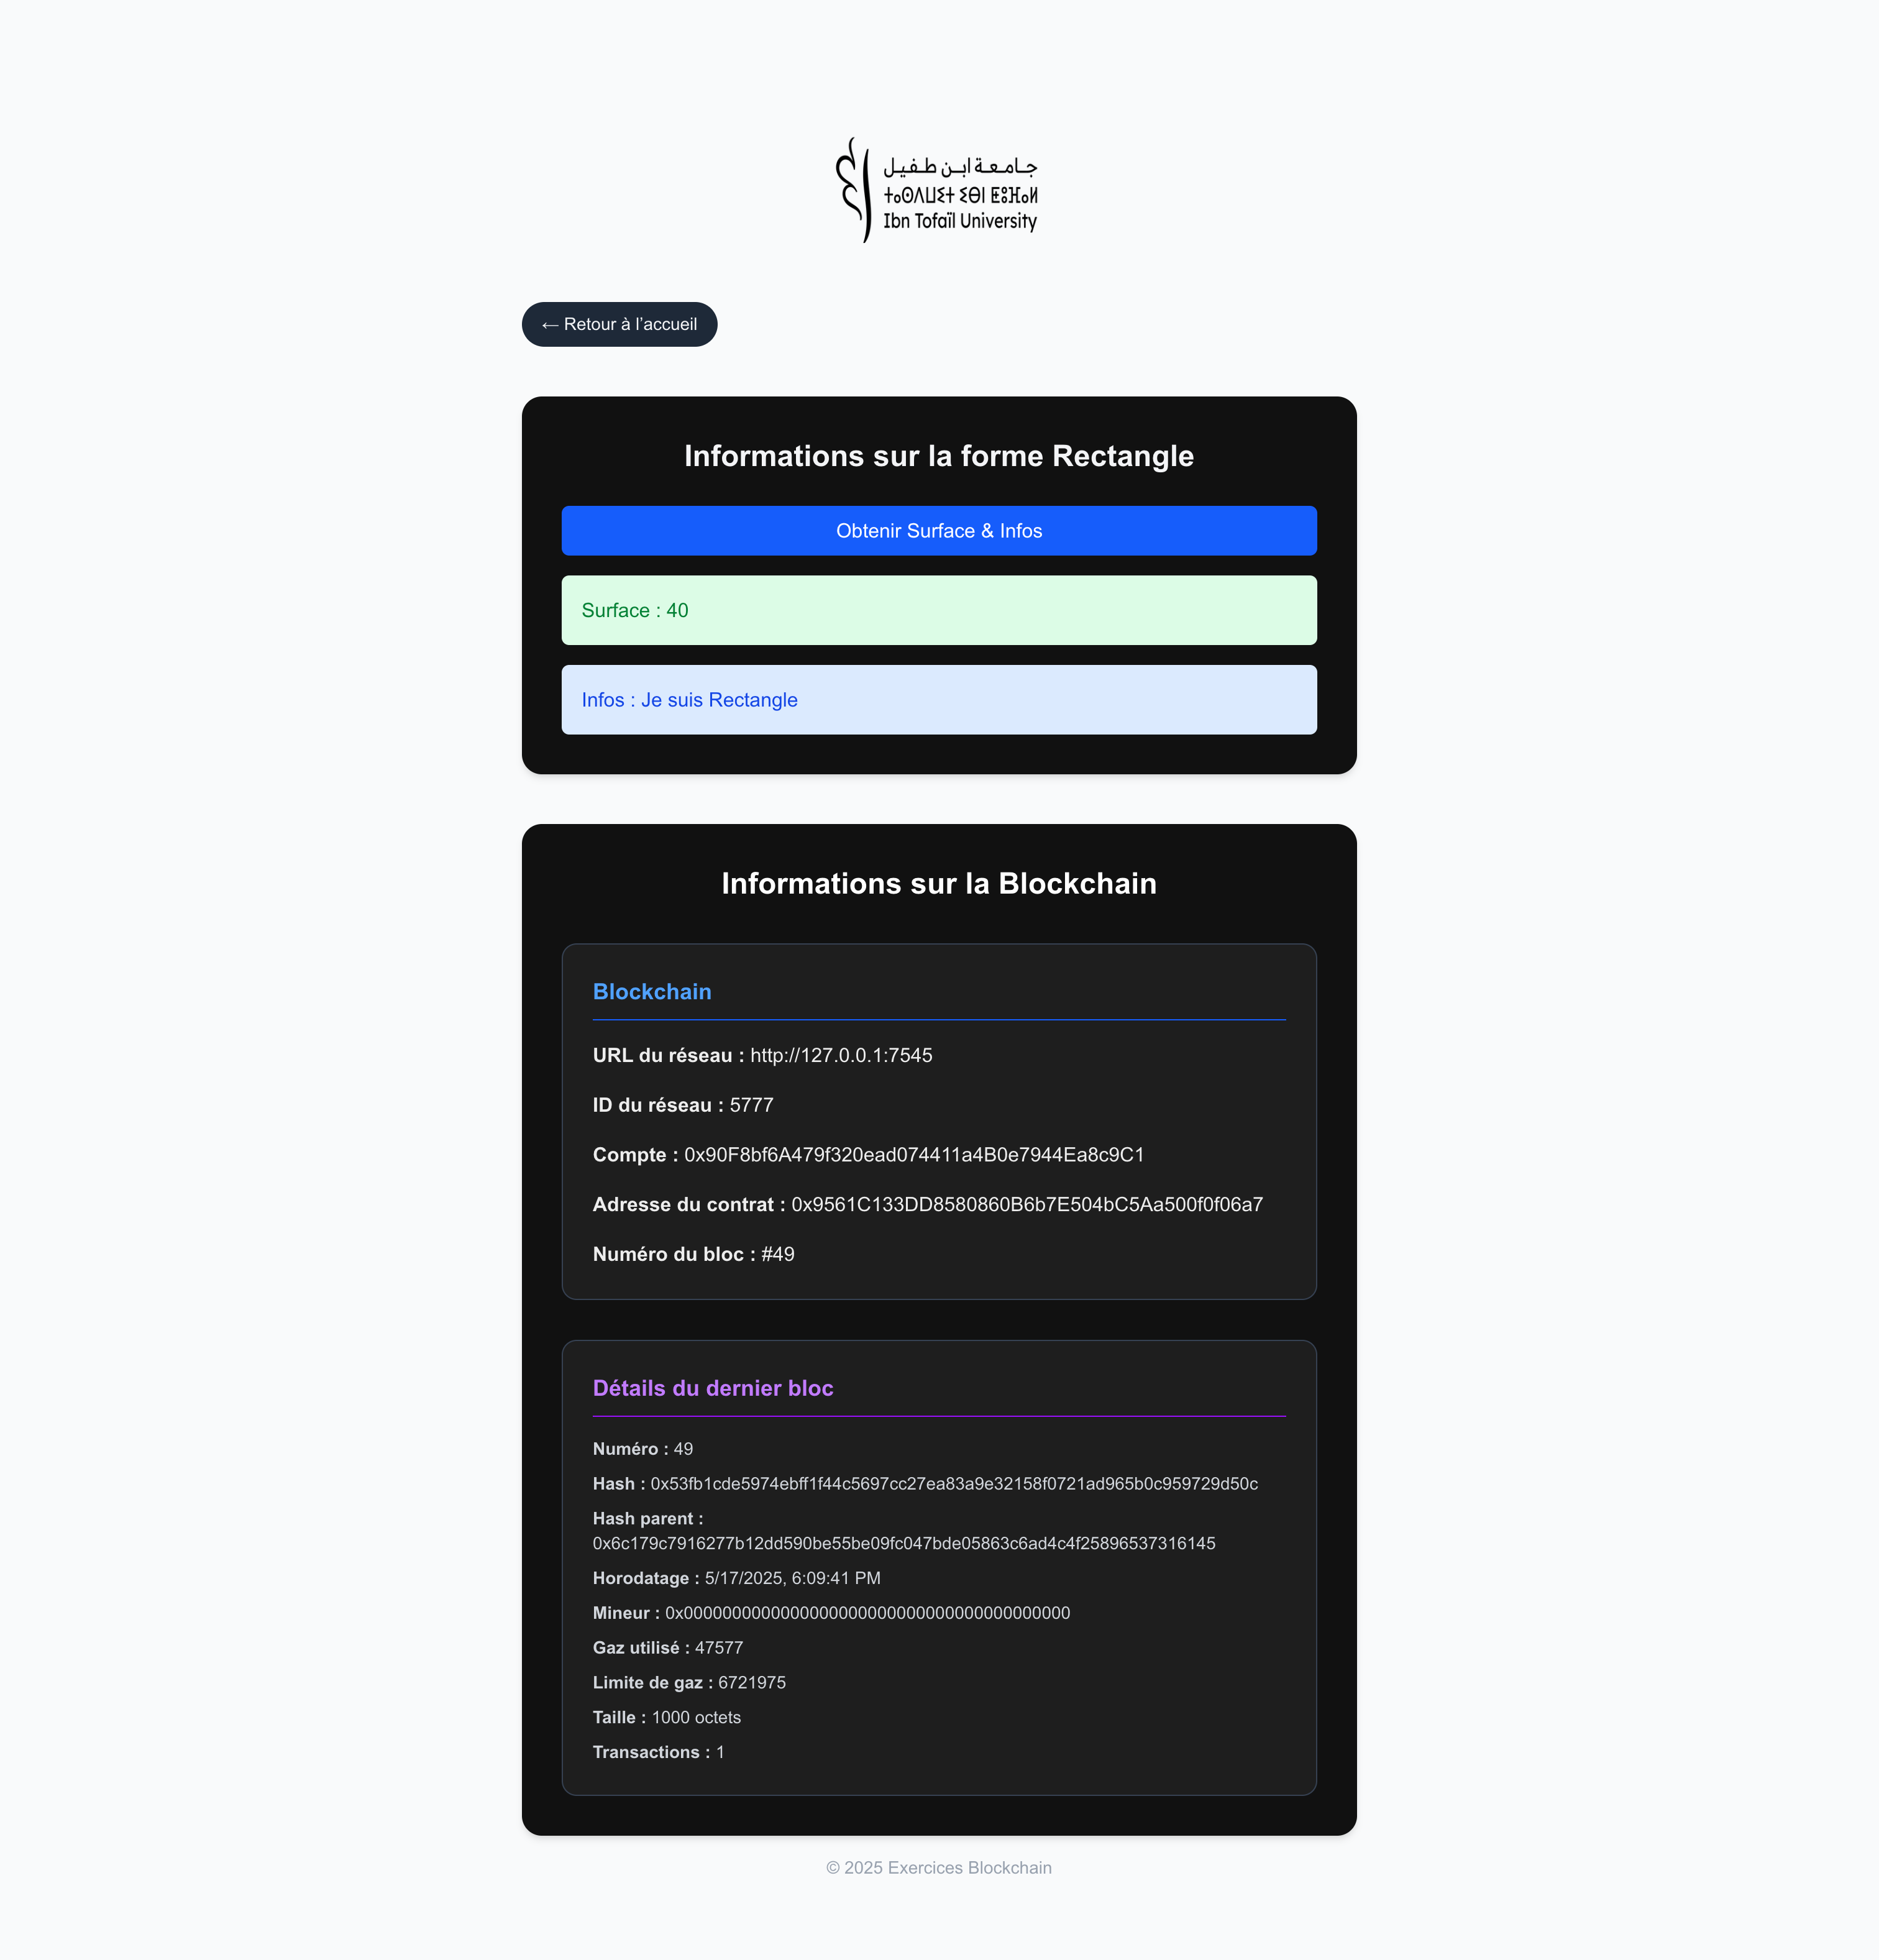 جامعة ابن طفيل
ⵜⴰⵙⴷⴰⵡⵉⵜ ⵉⴱⵏ ⵟⵓⴼⴰⵢⵍ
Ibn Tofaïl University
← Retour à l’accueil
Informations sur la forme Rectangle
Obtenir Surface & Infos
Surface : 40
Infos : Je suis Rectangle
Informations sur la Blockchain
Blockchain
URL du réseau : http://127.0.0.1:7545
ID du réseau : 5777
Compte : 0x90F8bf6A479f320ead074411a4B0e7944Ea8c9C1
Adresse du contrat : 0x9561C133DD8580860B6b7E504bC5Aa500f0f06a7
Numéro du bloc : #49
Détails du dernier bloc
Numéro : 49
Hash : 0x53fb1cde5974ebff1f44c5697cc27ea83a9e32158f0721ad965b0c959729d50c
Hash parent :
0x6c179c7916277b12dd590be55be09fc047bde05863c6ad4c4f25896537316145
Horodatage : 5/17/2025, 6:09:41 PM
Mineur : 0x0000000000000000000000000000000000000000
Gaz utilisé : 47577
Limite de gaz : 6721975
Taille : 1000 octets
Transactions : 1
© 2025 Exercices Blockchain